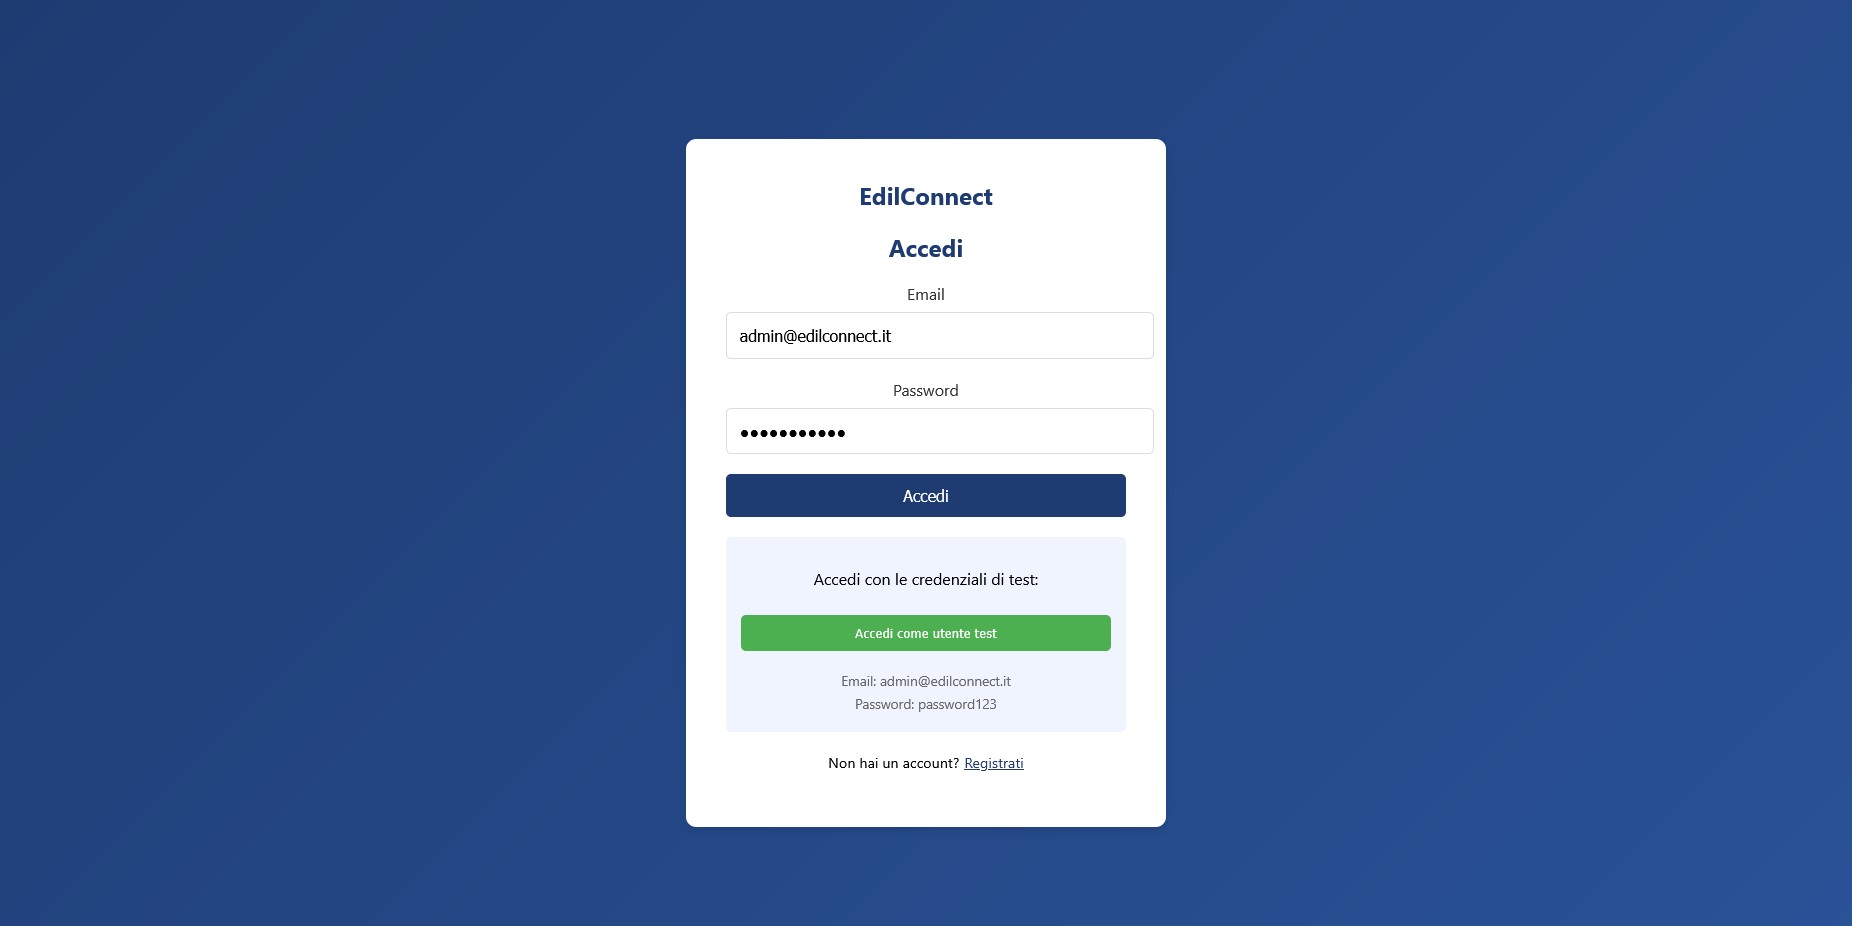 EdilConnect
Accedi
Email
admin@edilconnect.it
Password
●●●●●●●●●●●
Accedi
Accedi con le credenziali di test:
Accedi come utente test
Email: admin@edilconnect.it
Password: password123
Non hai un account? Registrati